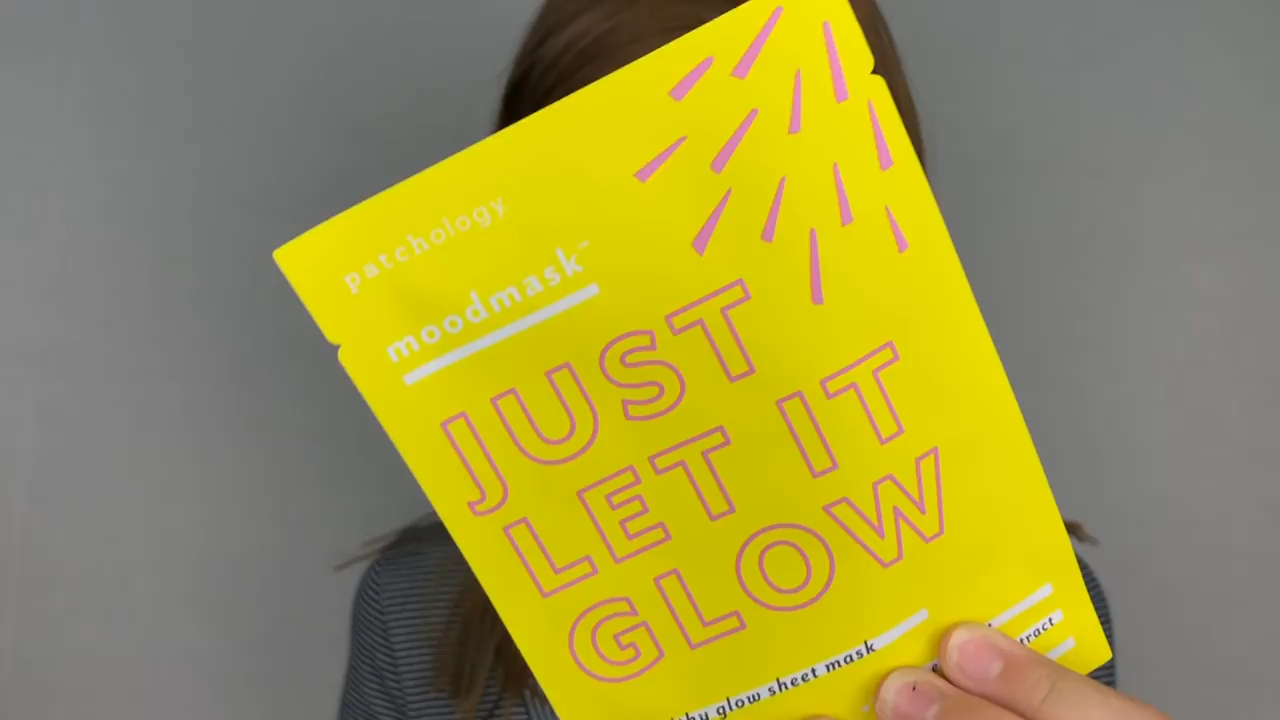 patchology
moodmask™
JUST
LET IT
GLOW
glow sheet mask